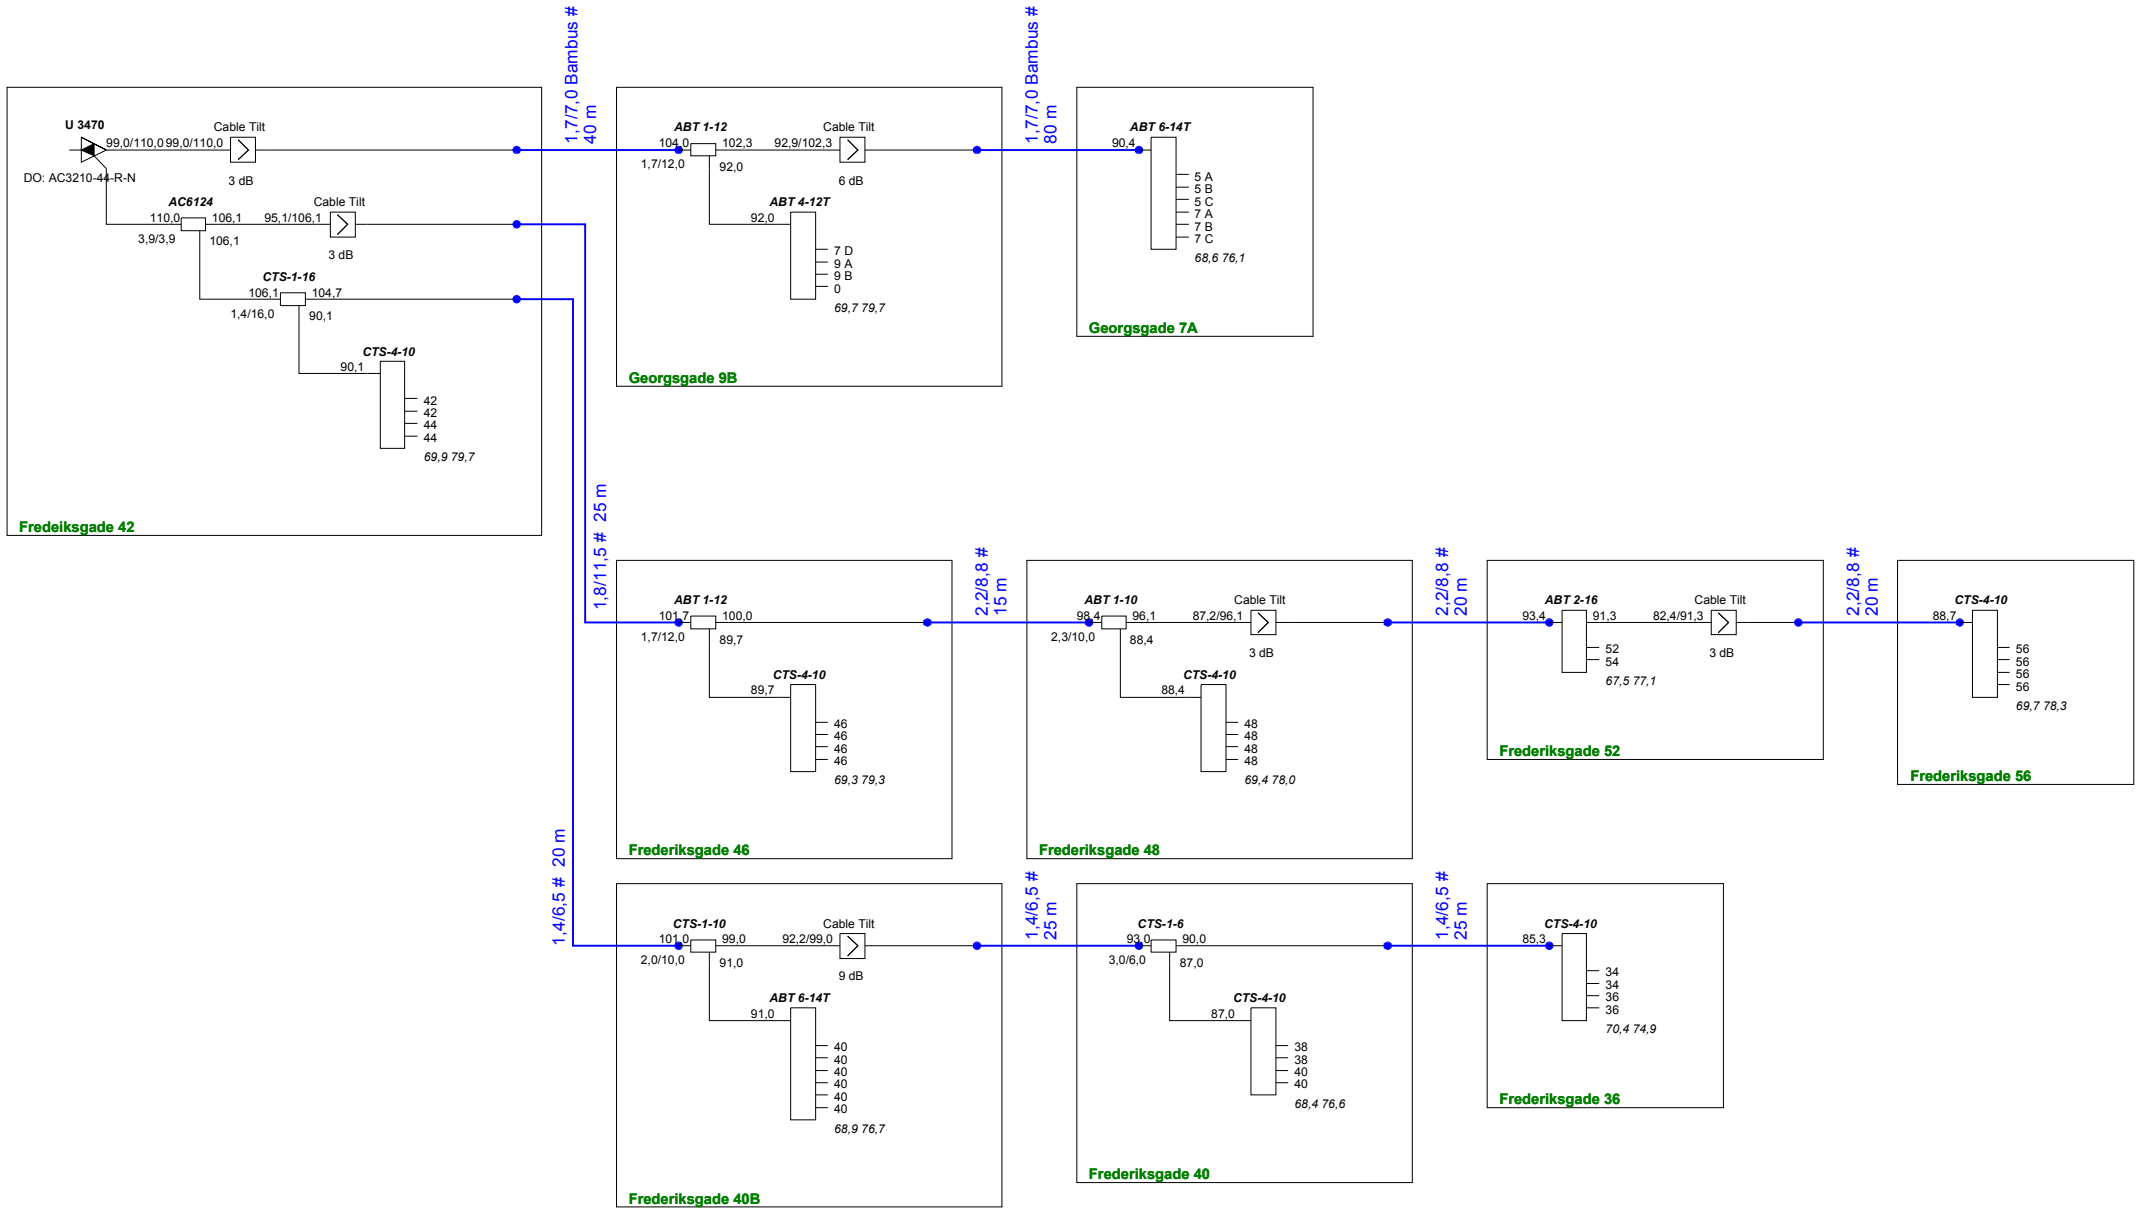 1,7/7,0 Bambus #
40 m
1,7/7,0 Bambus #
80 m
U 3470
99,0/110,0
99,0/110,0
Cable Tilt
3 dB
DO: AC3210-44-R-N
AC6124
110,0
106,1
3,9/3,9
106,1
95,1/106,1
Cable Tilt
3 dB
CTS-1-16
106,1
104,7
1,4/16,0
90,1
CTS-4-10
90,1
42
42
44
44
69,9 79,7
Fredeiksgade 42
ABT 1-12
104,0
102,3
1,7/12,0
92,0
92,9/102,3
Cable Tilt
6 dB
ABT 4-12T
92,0
7 D
9 A
9 B
0
69,7 79,7
Georgsgade 9B
ABT 6-14T
90,4
5 A
5 B
5 C
7 A
7 B
7 C
68,6 76,1
Georgsgade 7A
1,8/11,5 # 25 m
ABT 1-12
101,7
100,0
1,7/12,0
89,7
CTS-4-10
89,7
46
46
46
46
69,3 79,3
Frederiksgade 46
2,2/8,8 #
15 m
ABT 1-10
98,4
96,1
2,3/10,0
88,4
87,2/96,1
Cable Tilt
3 dB
CTS-4-10
88,4
48
48
48
48
69,4 78,0
Frederiksgade 48
2,2/8,8 #
20 m
ABT 2-16
93,4
91,3
52
54
67,5 77,1
82,4/91,3
Cable Tilt
3 dB
Frederiksgade 52
2,2/8,8 #
20 m
CTS-4-10
88,7
56
56
56
56
69,7 78,3
Frederiksgade 56
1,4/6,5 # 20 m
CTS-1-10
101,0
99,0
2,0/10,0
91,0
92,2/99,0
Cable Tilt
9 dB
ABT 6-14T
91,0
40
40
40
40
40
40
68,9 76,7
Frederiksgade 40B
1,4/6,5 #
25 m
CTS-1-6
93,0
90,0
3,0/6,0
87,0
CTS-4-10
87,0
38
38
40
40
68,4 76,6
Frederiksgade 40
1,4/6,5 #
25 m
CTS-4-10
85,3
34
34
36
36
70,4 74,9
Frederiksgade 36